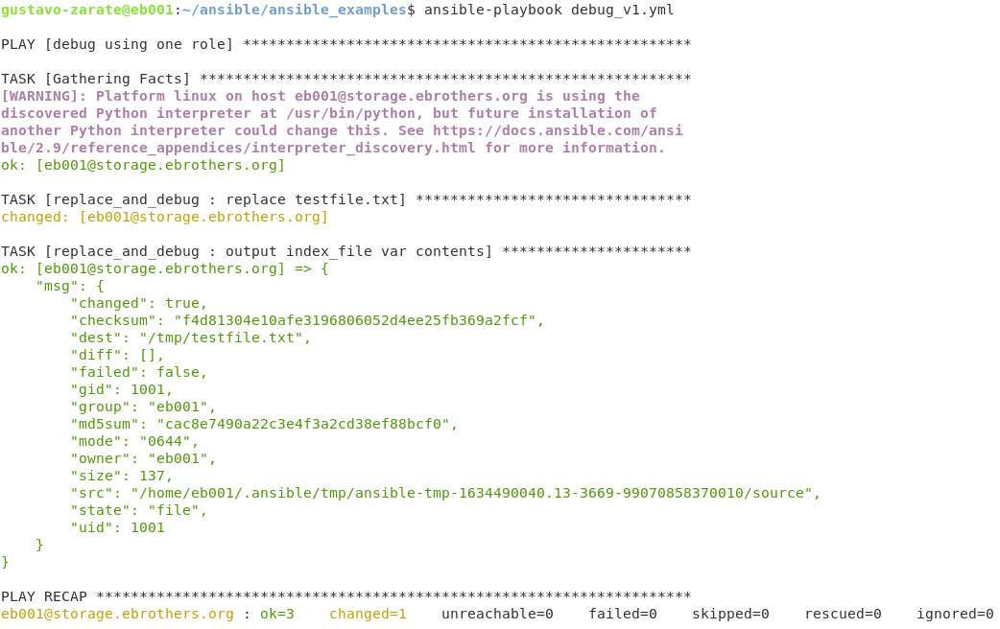 gustavo-zarate@eb001:~/ansible/ansible_examples$ ansible-playbook debug_v1.yml
PLAY [debug using one role] ****************************************************
TASK [Gathering Facts] *********************************************************
[WARNING]: Platform linux on host eb001@storage.ebrothers.org is using the
discovered Python interpreter at /usr/bin/python, but future installation of
another Python interpreter could change this. See https://docs.ansible.com/ansi
ble/2.9/reference_appendices/interpreter_discovery.html for more information.
ok: [eb001@storage.ebrothers.org]
TASK [replace_and_debug : replace testfile.txt] ********************************
changed: [eb001@storage.ebrothers.org]
TASK [replace_and_debug : output index_file var contents] **********************
ok: [eb001@storage.ebrothers.org] => {
    "msg": {
        "changed": true,
        "checksum": "f4d81304e10afe3196806052d4ee25fb369a2fcf",
        "dest": "/tmp/testfile.txt",
        "diff": [],
        "failed": false,
        "gid": 1001,
        "group": "eb001",
        "md5sum": "cac8e7490a22c3e4f3a2cd38ef88bcf0",
        "mode": "0644",
        "owner": "eb001",
        "size": 137,
        "src": "/home/eb001/.ansible/tmp/ansible-tmp-1634490040.13-3669-99070858370010/source",
        "state": "file",
        "uid": 1001
    }
}
PLAY RECAP *********************************************************************
eb001@storage.ebrothers.org : ok=3    changed=1    unreachable=0    failed=0    skipped=0    rescued=0    ignored=0